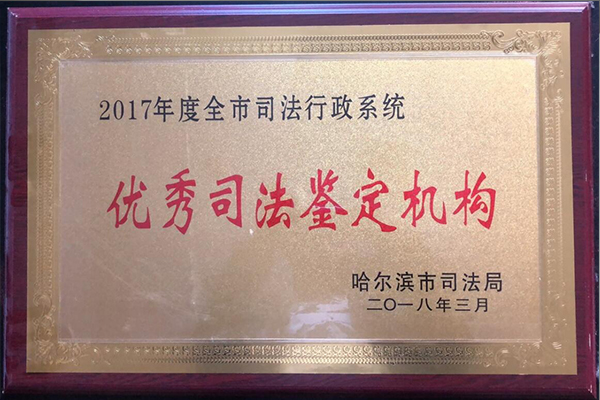 2017年度全市司法行政系统
优秀司法鉴定机构
哈尔滨市司法局
二〇一八年三月